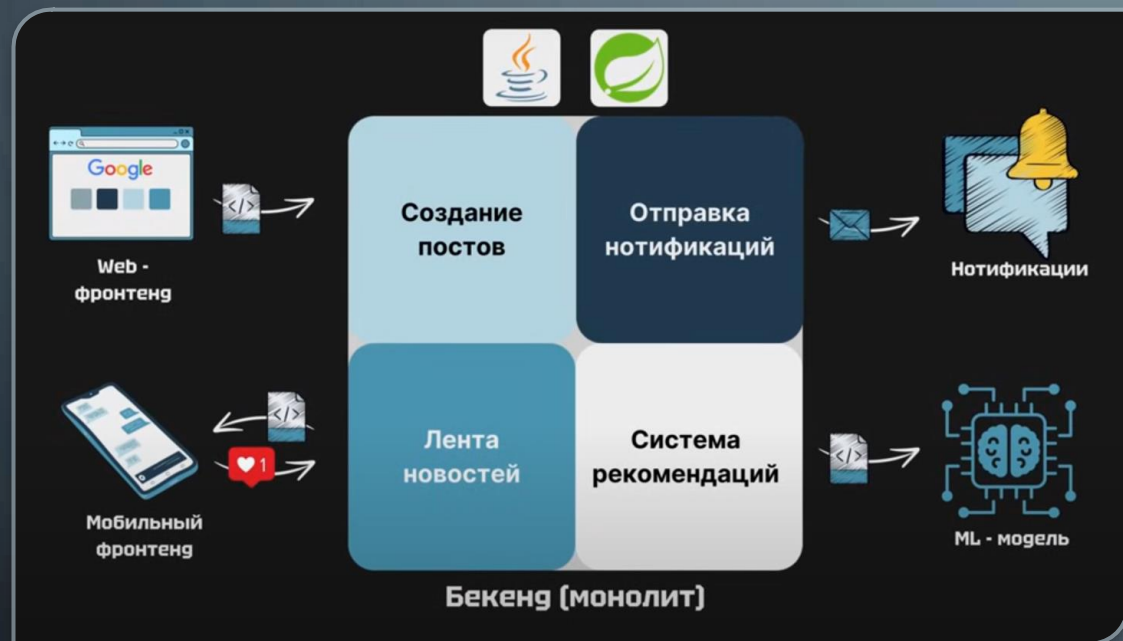 Google
Web -
фронтенд
Создание
постов
Отправка
нотификаций
Нотификации
Мобильный
фронтенд
1
Лента
новостей
Система
рекомендаций
ML - модель
Бекенд (монолит)